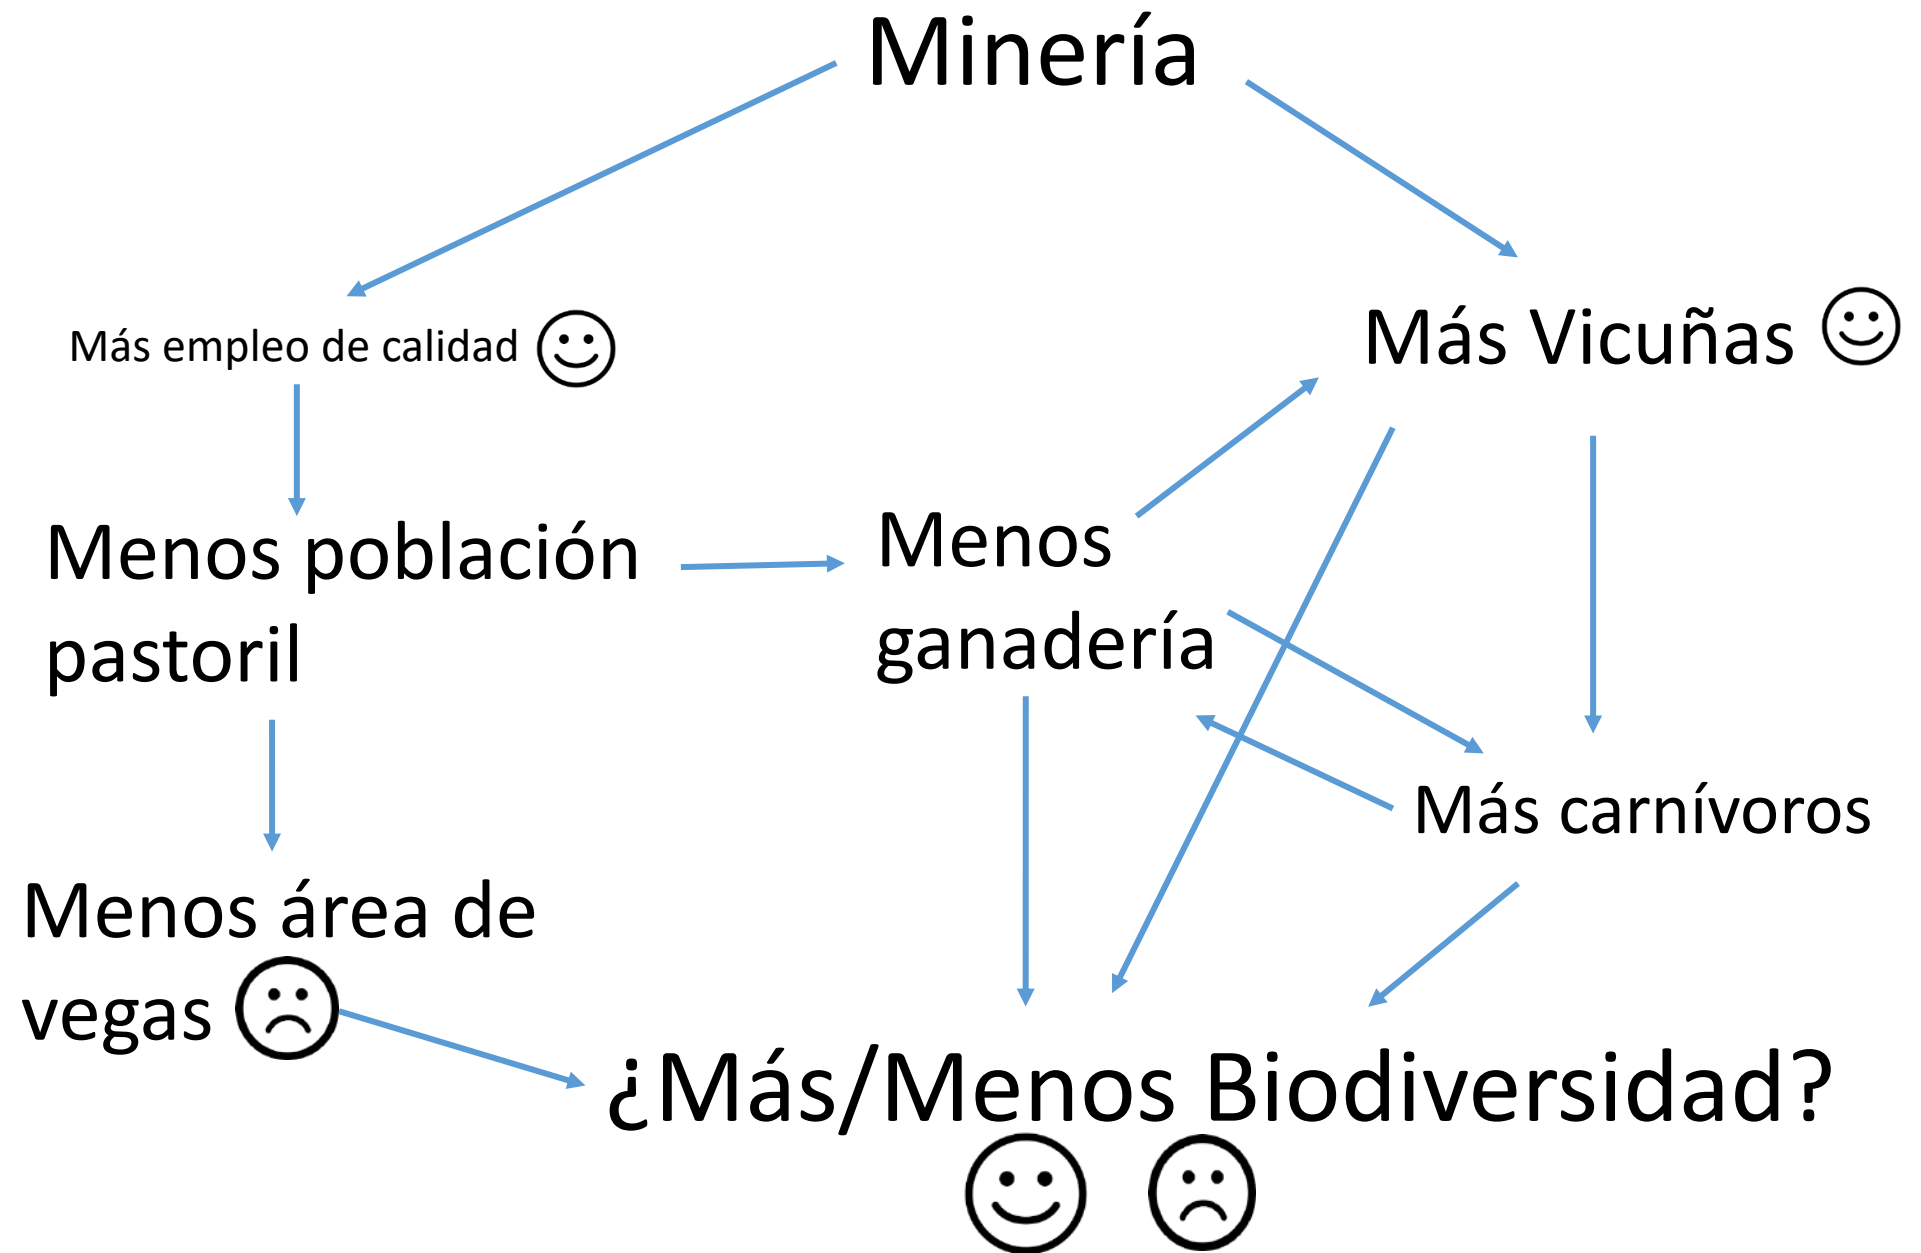 Minería
Más empleo de calidad
Más Vicuñas
Menos población
pastoril
Menos
ganadería
Más carnívoros
Menos área de
vegas
¿Más/Menos Biodiversidad?